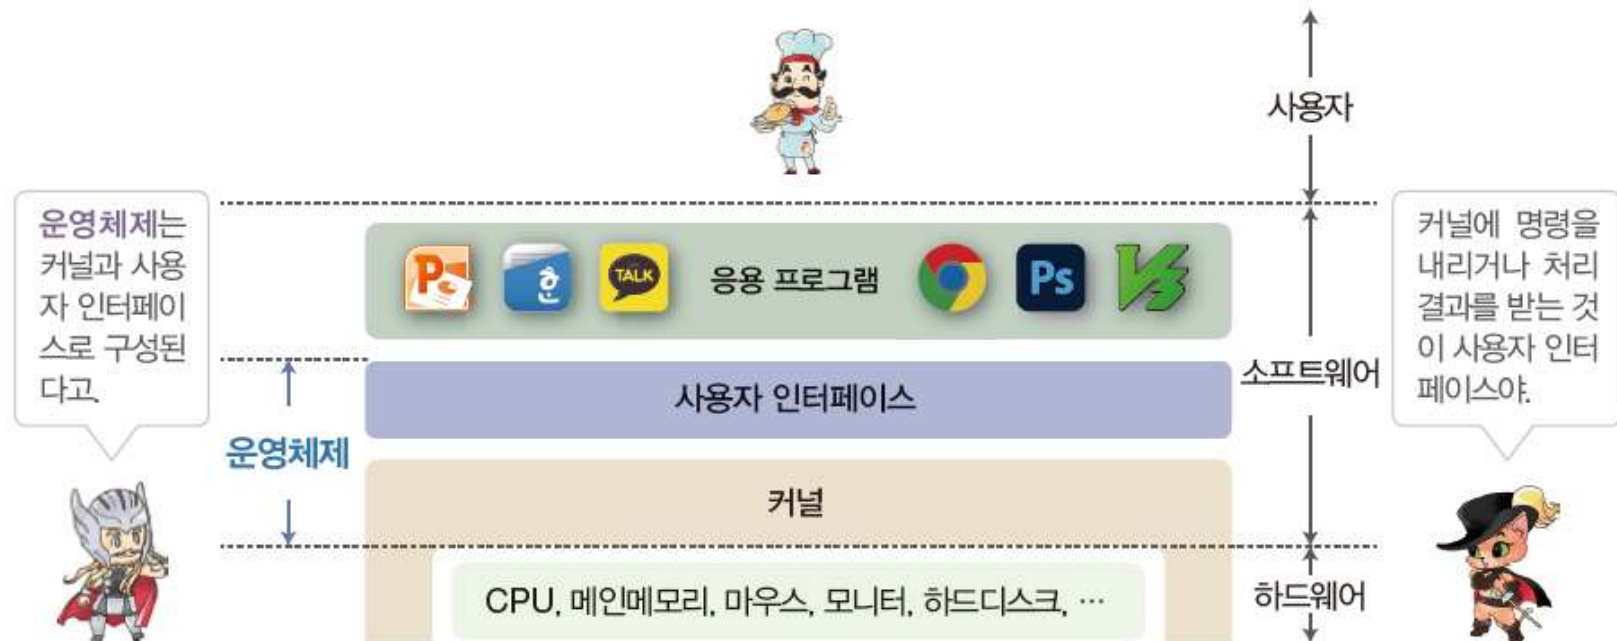 사용자
운영체제는
커널과 사용
자 인터페이
스로 구성된
다고.
P
한
TALK
응용 프로그램
Ps
V3
커널에 명령을
내리거나 처리
결과를 받는 것
이 사용자 인터
페이스야.
소프트웨어
사용자 인터페이스
운영체제
커널
CPU, 메인메모리, 마우스, 모니터, 하드디스크, …
하드웨어